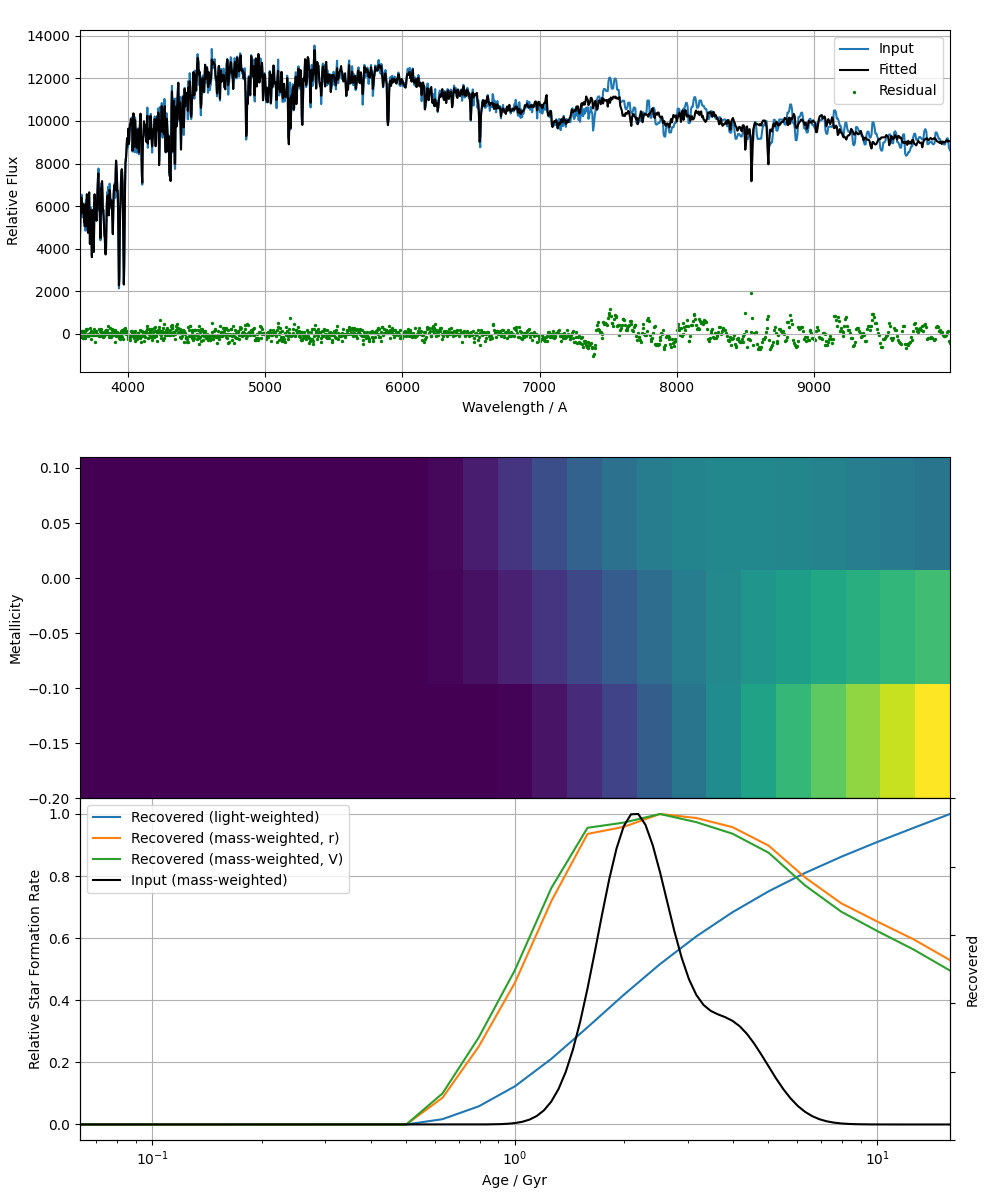 14000
12000
10000
8000
6000
4000
2000
0
Relative Flux
Input
Fitted
Residual
4000
5000
6000
7000
8000
9000
Wavelength / A
0.10
0.05
0.00
−0.05
−0.10
−0.15
−0.20
Metallicity
1.0
0.8
0.6
0.4
0.2
0.0
Relative Star Formation Rate
Recovered (light-weighted)
Recovered (mass-weighted, r)
Recovered (mass-weighted, V)
Input (mass-weighted)
Recovered
10⁻¹
10⁰
10¹
Age / Gyr